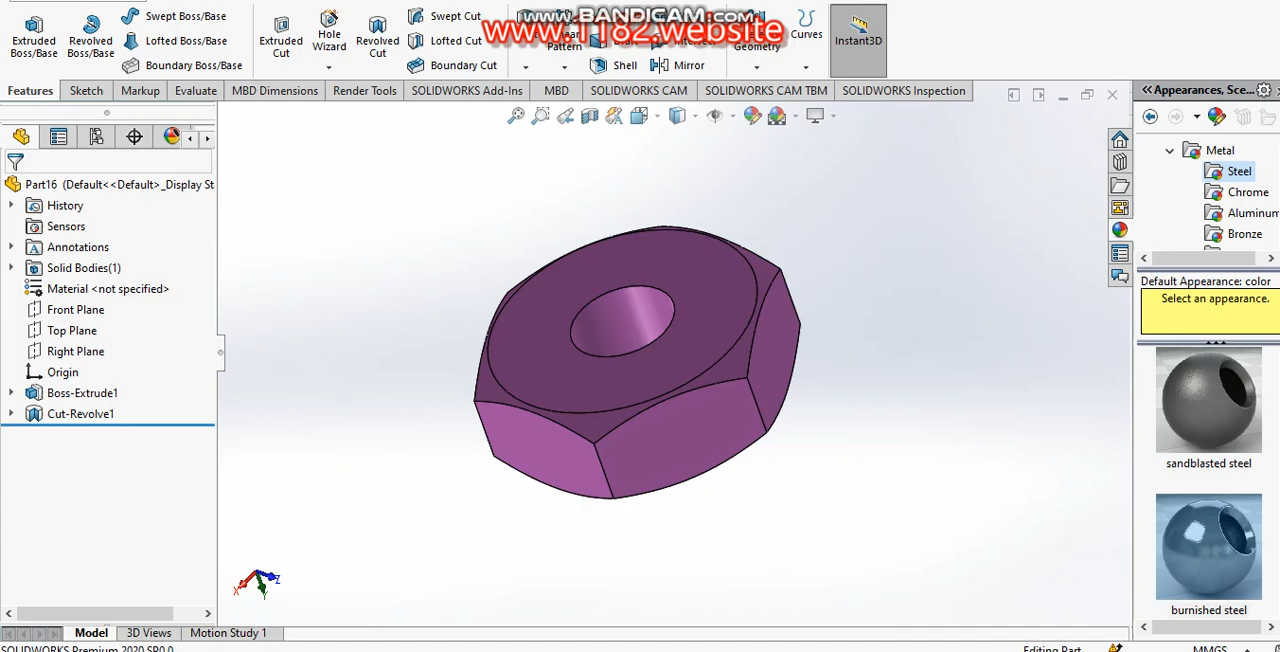 www.BANDICAM.com
www.1182.website
Extruded Boss/Base
Revolved Boss/Base
Swept Boss/Base
Lofted Boss/Base
Boundary Boss/Base
Extruded Cut
Hole Wizard
Revolved Cut
Swept Cut
Lofted Cut
Boundary Cut
Pattern
Shell
Mirror
Geometry
Curves
Instant3D
Features
Sketch
Markup
Evaluate
MBD Dimensions
Render Tools
SOLIDWORKS Add-Ins
MBD
SOLIDWORKS CAM
SOLIDWORKS CAM TBM
SOLIDWORKS Inspection
Part16 (Default<<Default>_Display St
History
Sensors
Annotations
Solid Bodies(1)
Material <not specified>
Front Plane
Top Plane
Right Plane
Origin
Boss-Extrude1
Cut-Revolve1
X
Y
Z
Appearances, Sce...
Metal
Steel
Chrome
Aluminum
Bronze
Default Appearance: color
Select an appearance.
sandblasted steel
burnished steel
Model
3D Views
Motion Study 1
SOLIDWORKS Premium 2020 SP0.0
Editing Part
MMGS